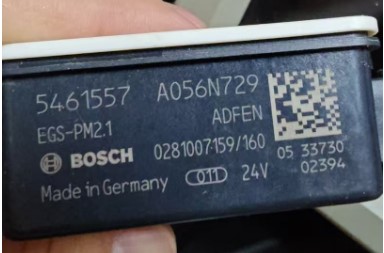 5461557 A056N729
EGS-PM2.1 ADFEN
BOSCH 0281007159/160
05 33730
Made in Germany 011 24V
02394